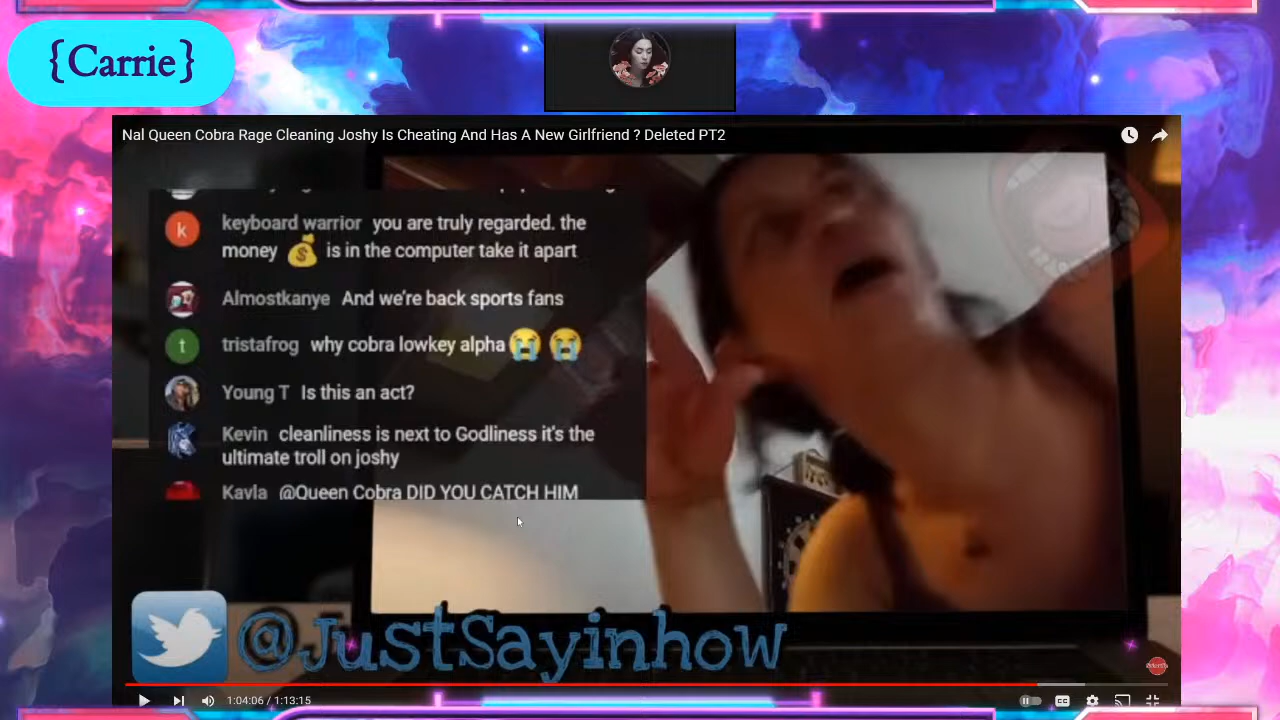 {Carrie}
Nal Queen Cobra Rage Cleaning Joshy Is Cheating And Has A New Girlfriend ? Deleted PT2
keyboard warrior you are truly regarded. the
money 💰 is in the computer take it apart
Almostkanye And we're back sports fans
t tristafrog why cobra lowkey alpha😭😭
Young T Is this an act?
Kevin cleanliness is next to Godliness it's the
ultimate troll on joshy
Kayla @Queen Cobra DID YOU CATCH HIM
@JustSayinhow
1:04:06 / 1:13:15